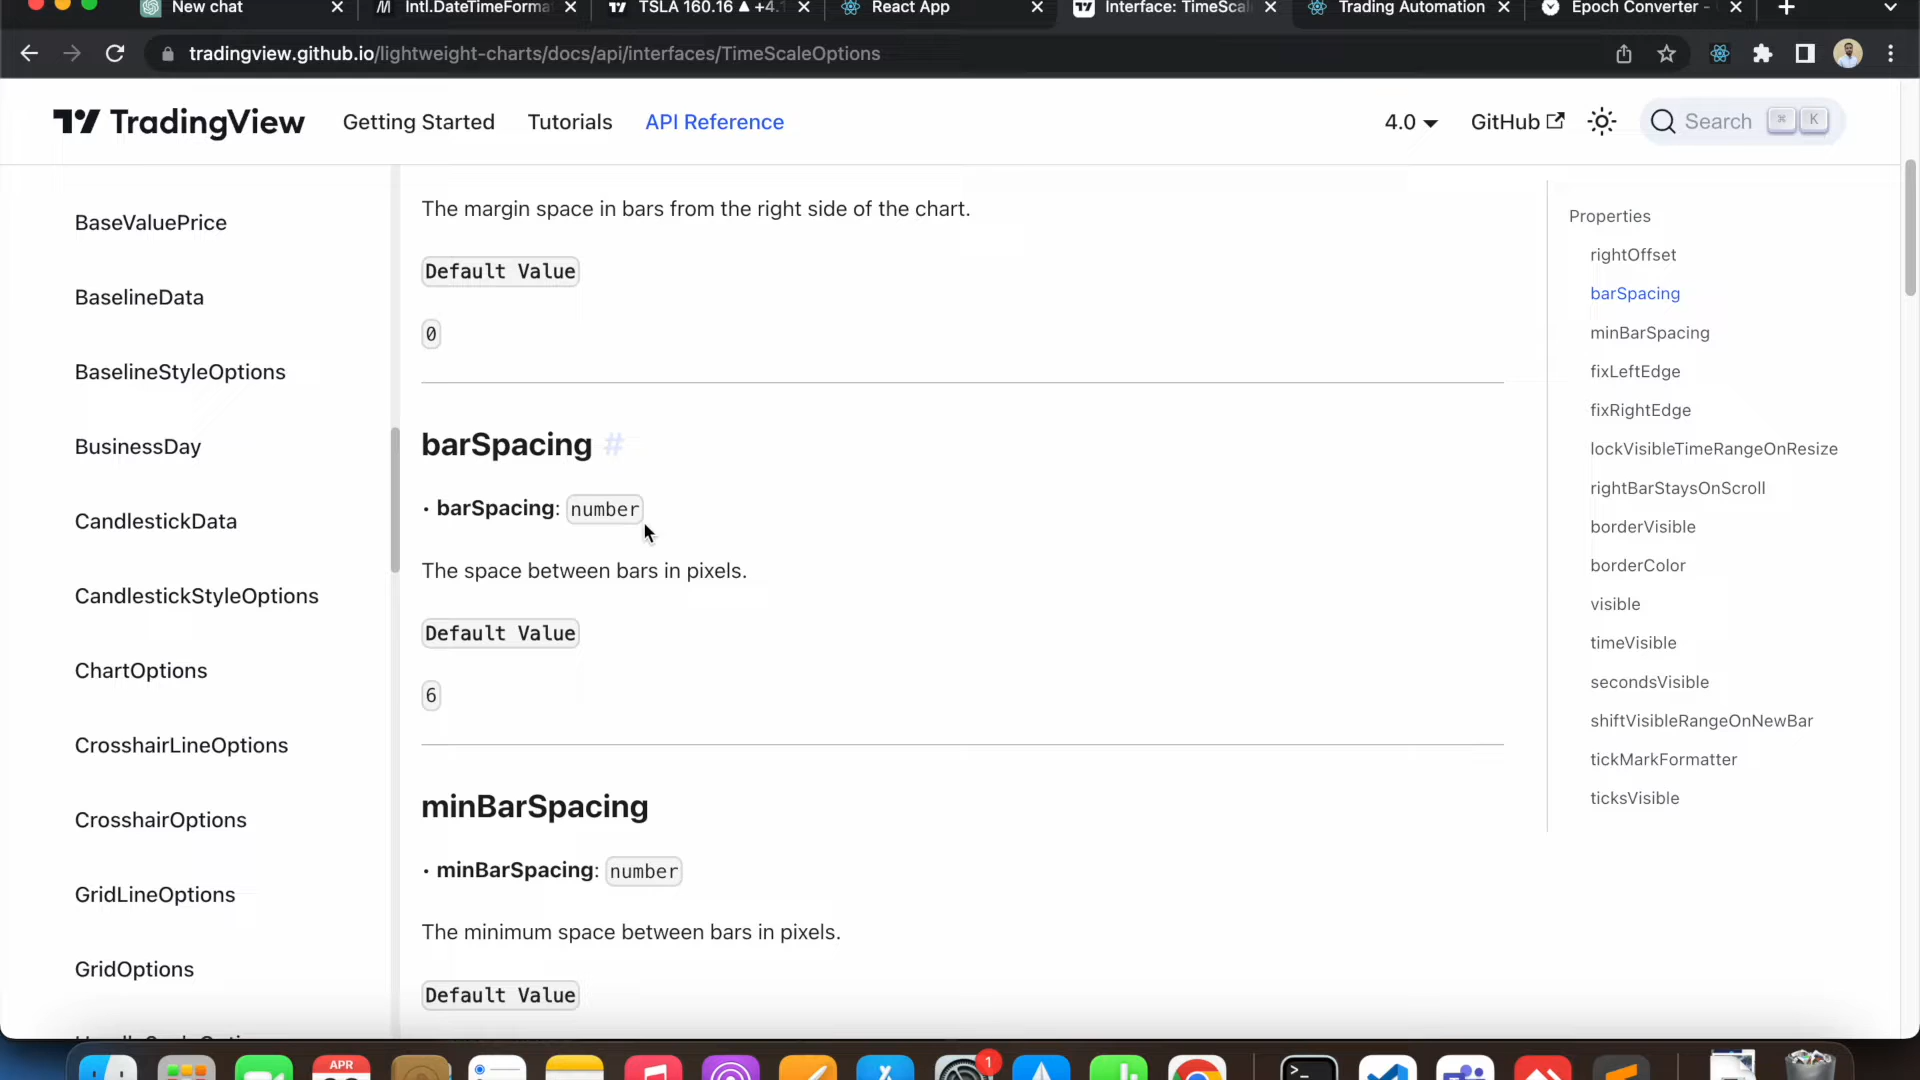 New chat
Intl.DateTimeForma
TSLA 160.16 ▲ +4.1
React App
Interface: TimeScal
Trading Automation
Epoch Converter -
tradingview.github.io/lightweight-charts/docs/api/interfaces/TimeScaleOptions
TradingView
Getting Started
Tutorials
API Reference
4.0
GitHub
Search
⌘ K
BaseValuePrice
BaselineData
BaselineStyleOptions
BusinessDay
CandlestickData
CandlestickStyleOptions
ChartOptions
CrosshairLineOptions
CrosshairOptions
GridLineOptions
GridOptions
The margin space in bars from the right side of the chart.
Default Value
0
barSpacing #
• barSpacing: number
The space between bars in pixels.
Default Value
6
minBarSpacing
• minBarSpacing: number
The minimum space between bars in pixels.
Default Value
Properties
rightOffset
barSpacing
minBarSpacing
fixLeftEdge
fixRightEdge
lockVisibleTimeRangeOnResize
rightBarStaysOnScroll
borderVisible
borderColor
visible
timeVisible
secondsVisible
shiftVisibleRangeOnNewBar
tickMarkFormatter
ticksVisible
APR
1